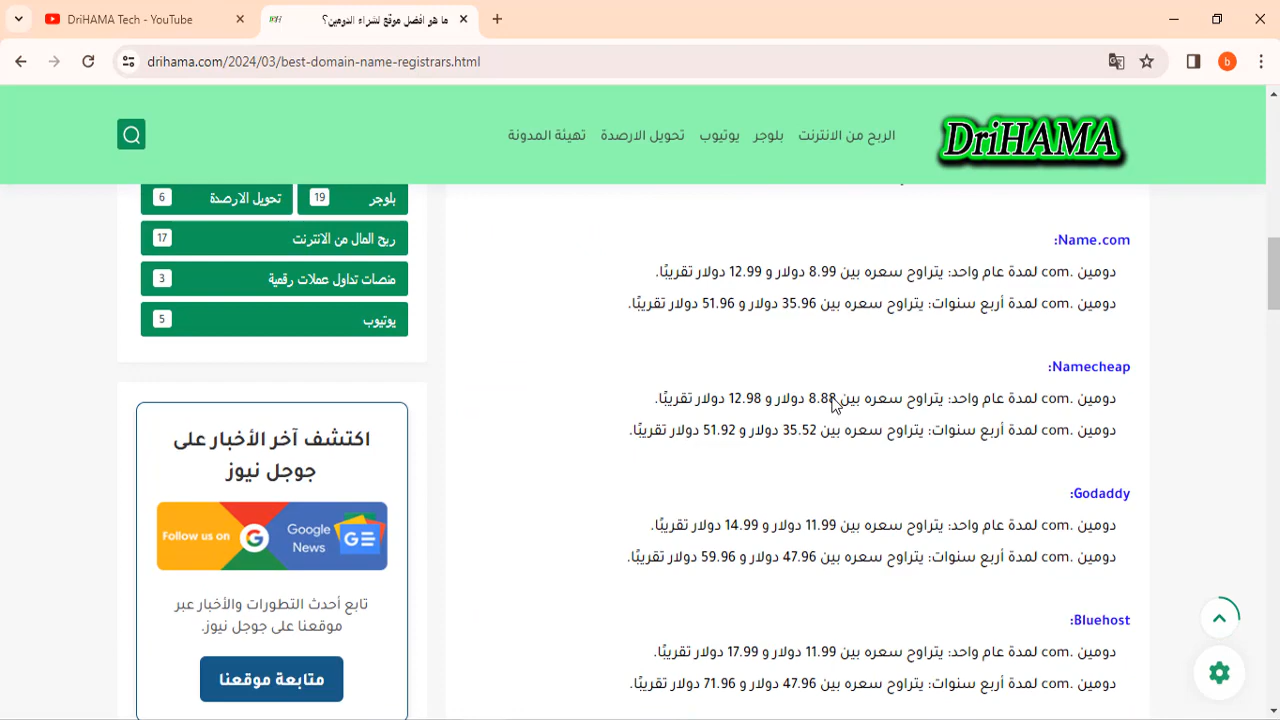 DriHAMA Tech - YouTube
ما هو افضل موقع لشراء الدومين؟
drihama.com/2024/03/best-domain-name-registrars.html
b
DriHAMA
الربح من الانترنت
بلوجر
يوتيوب
تحويل الارصدة
تهيئة المدونة
بلوجر 19
تحويل الارصدة 6
ربح المال من الانترنت 17
منصات تداول عملات رقمية 3
يوتيوب 5
اكتشف آخر الأخبار على
جوجل نيوز
Follow us on
G
Google
News
GE
تابع أحدث التطورات والأخبار عبر
موقعنا على جوجل نيوز.
متابعة موقعنا
Name.com:
دومين .com لمدة عام واحد: يتراوح سعره بين 8.99 دولار و 12.99 دولار تقريبًا.
دومين .com لمدة أربع سنوات: يتراوح سعره بين 35.96 دولار و 51.96 دولار تقريبًا.
Namecheap:
دومين .com لمدة عام واحد: يتراوح سعره بين 8.88 دولار و 12.98 دولار تقريبًا.
دومين .com لمدة أربع سنوات: يتراوح سعره بين 35.52 دولار و 51.92 دولار تقريبًا.
Godaddy:
دومين .com لمدة عام واحد: يتراوح سعره بين 11.99 دولار و 14.99 دولار تقريبًا.
دومين .com لمدة أربع سنوات: يتراوح سعره بين 47.96 دولار و 59.96 دولار تقريبًا.
Bluehost:
دومين .com لمدة عام واحد: يتراوح سعره بين 11.99 دولار و 17.99 دولار تقريبًا.
دومين .com لمدة أربع سنوات: يتراوح سعره بين 47.96 دولار و 71.96 دولار تقريبًا.